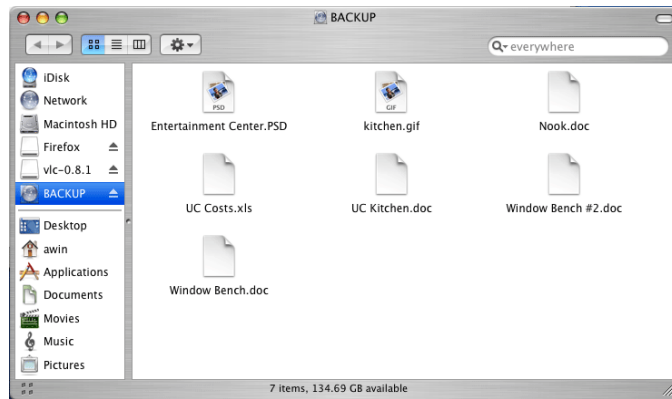 BACKUP
everywhere
iDisk
Network
Macintosh HD
Firefox
vlc-0.8.1
BACKUP
Desktop
awin
Applications
Documents
Movies
Music
Pictures
PSD
GIF
Entertainment Center.PSD
kitchen.gif
Nook.doc
UC Costs.xls
UC Kitchen.doc
Window Bench #2.doc
Window Bench.doc
7 items, 134.69 GB available